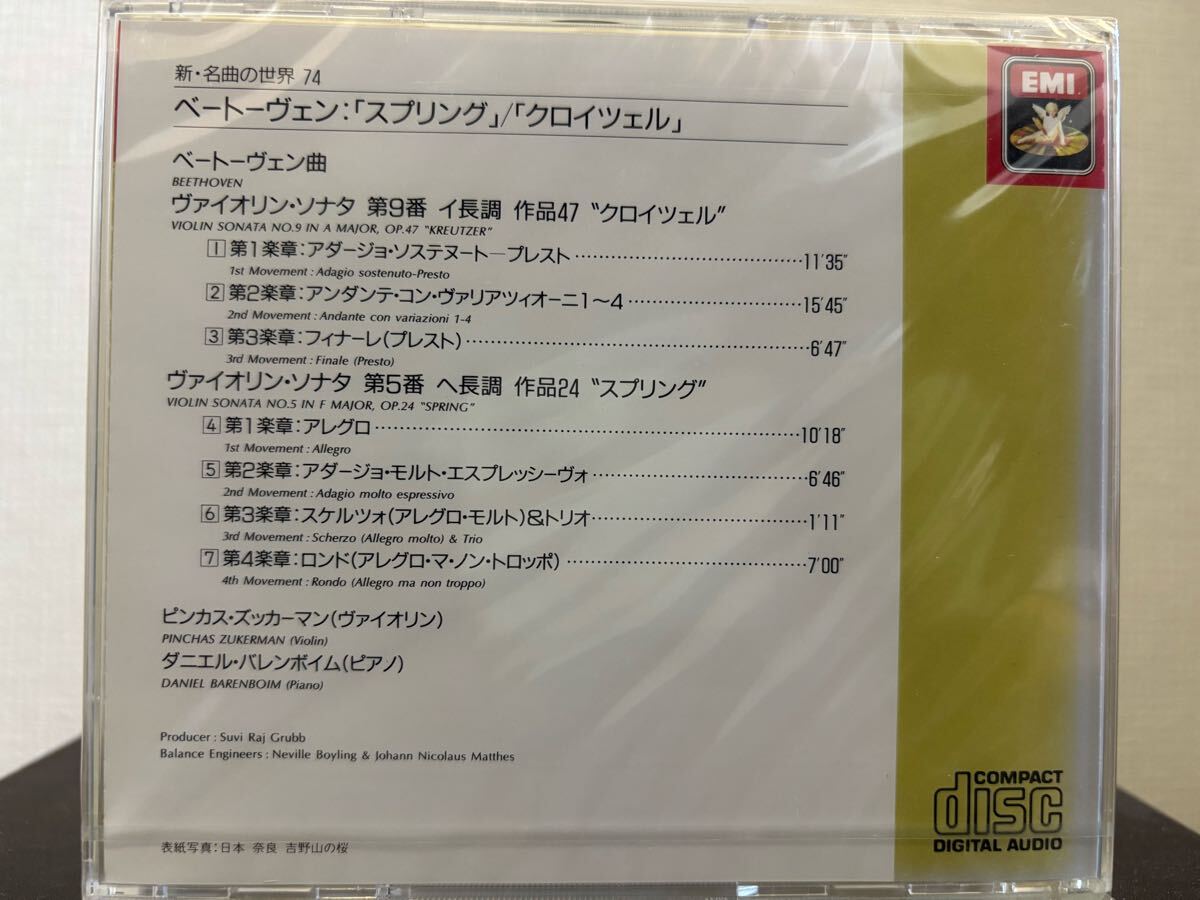 新・名曲の世界 74
ベートーヴェン:「スプリング」/「クロイツェル」
EMI
ベートーヴェン曲
BEETHOVEN
ヴァイオリン・ソナタ 第9番 イ長調 作品47 “クロイツェル”
VIOLIN SONATA NO.9 IN A MAJOR, OP.47 “KREUTZER”
1 第1楽章:アダージョ・ソステヌート―プレスト……………………11'35"
1st Movement : Adagio sostenuto-Presto
2 第2楽章:アンダンテ・コン・ヴァリアツィオーニ1〜4………………15'45"
2nd Movement : Andante con variazioni 1-4
3 第3楽章:フィナーレ(プレスト)……………………………6'47"
3rd Movement : Finale (Presto)
ヴァイオリン・ソナタ 第5番 ヘ長調 作品24 “スプリング”
VIOLIN SONATA NO.5 IN F MAJOR, OP.24 “SPRING”
4 第1楽章:アレグロ……………………………………10'18"
1st Movement : Allegro
5 第2楽章:アダージョ・モルト・エスプレッシーヴォ…………………6'46"
2nd Movement : Adagio molto espressivo
6 第3楽章:スケルツォ(アレグロ・モルト)&トリオ…………………1'11"
3rd Movement : Scherzo (Allegro molto) & Trio
7 第4楽章:ロンド(アレグロ・マ・ノン・トロッポ)……………………7'00"
4th Movement : Rondo (Allegro ma non troppo)
ピンカス・ズッカーマン(ヴァイオリン)
PINCHAS ZUKERMAN (Violin)
ダニエル・バレンボイム(ピアノ)
DANIEL BARENBOIM (Piano)
Producer : Suvi Raj Grubb
Balance Engineers : Neville Boyling & Johann Nicolaus Matthes
COMPACT
disc
DIGITAL AUDIO
表紙写真:日本 奈良 吉野山の桜